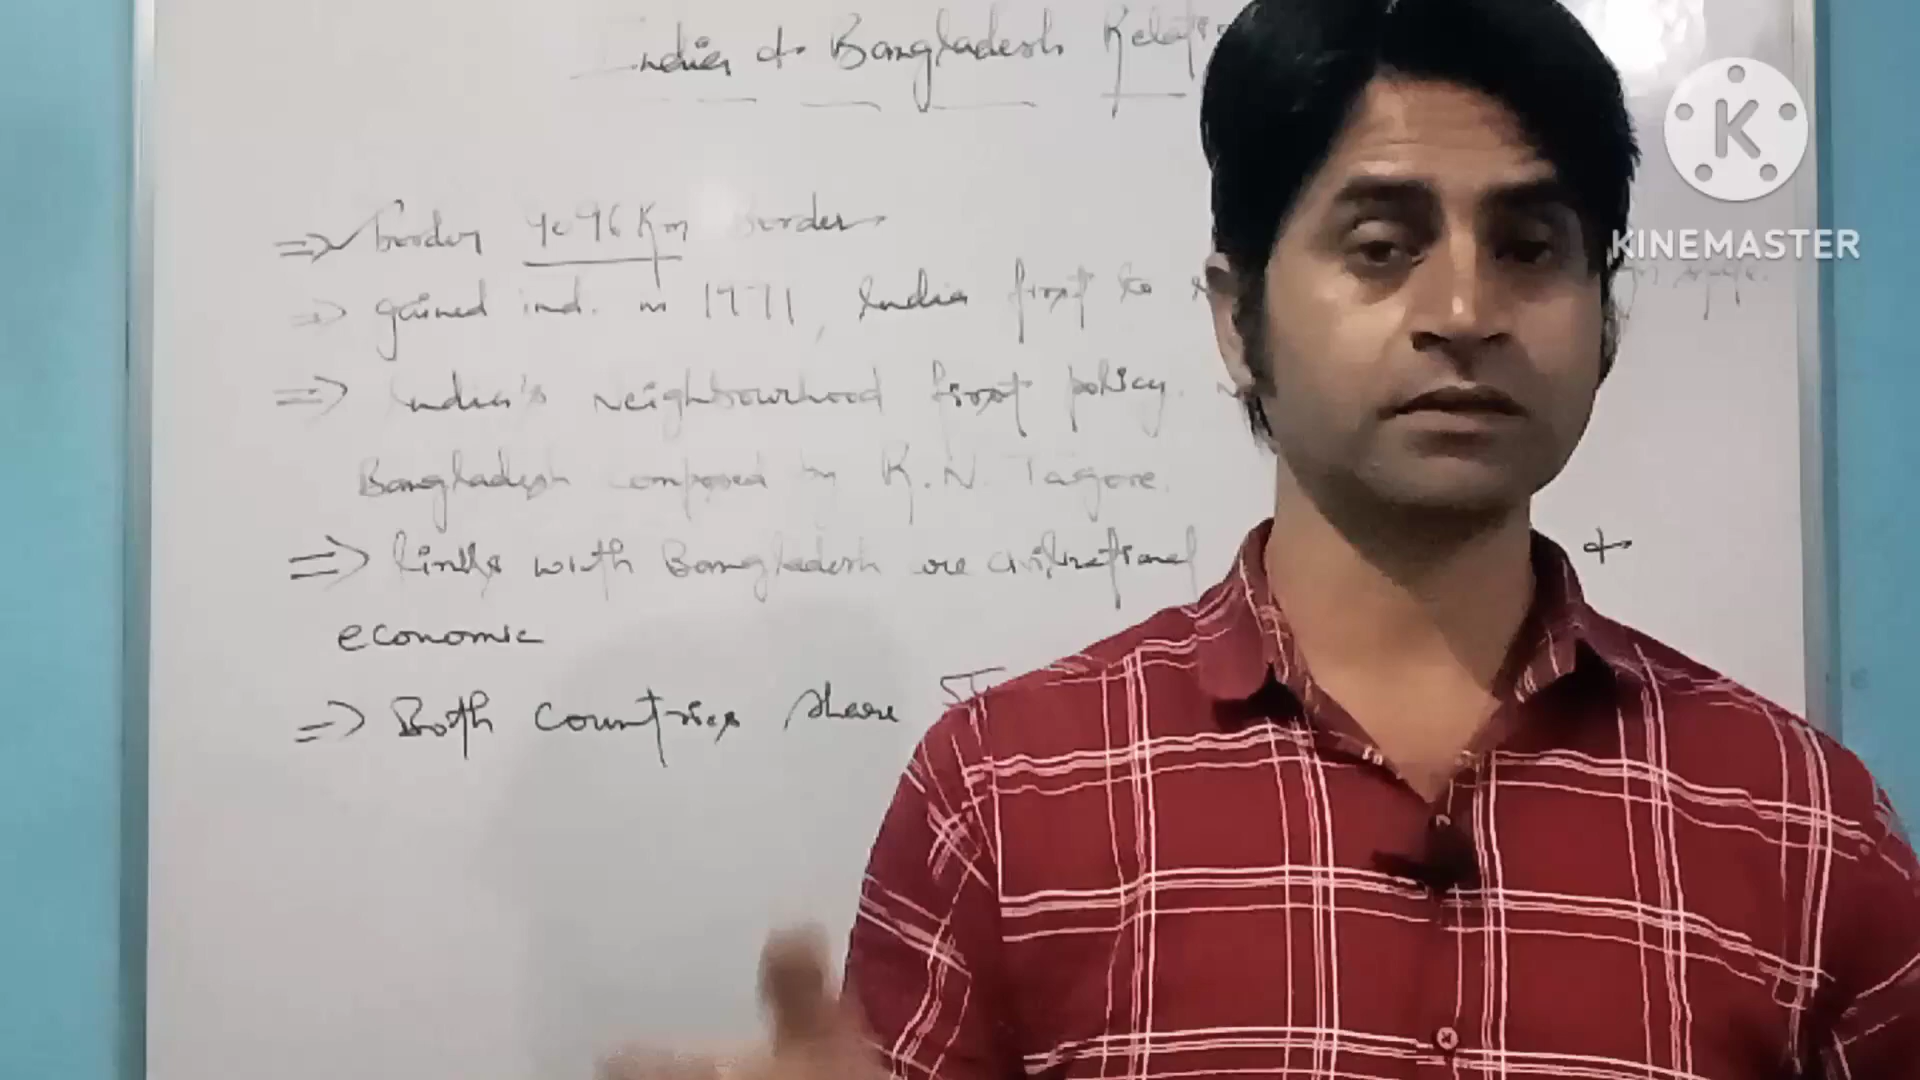 India & Bangladesh Relati
K
KINEMASTER
⇒ border 4096 Km border
⇒ gained ind. in 1971, India first to
⇒ India's neighbourhood first policy.
Bangladesh composed by R. N. Tagore.
⇒ links with Bangladesh are civilizational &
economic
⇒ Both countries share